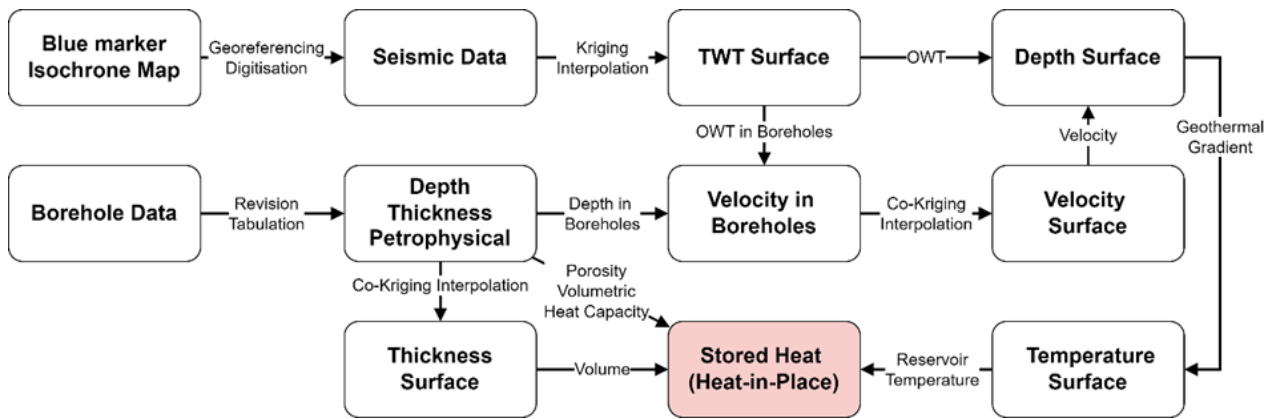 Blue marker
Isochrone Map
Georeferencing
Digitisation
Seismic Data
Kriging
Interpolation
TWT Surface
OWT
Depth Surface
OWT in Boreholes
Velocity
Geothermal
Gradient
Borehole Data
Revision
Tabulation
Depth
Thickness
Petrophysical
Depth in
Boreholes
Velocity in
Boreholes
Co-Kriging
Interpolation
Velocity
Surface
Co-Kriging Interpolation
Porosity
Volumetric
Heat Capacity
Thickness
Surface
Volume
Stored Heat
(Heat-in-Place)
Reservoir
Temperature
Temperature
Surface